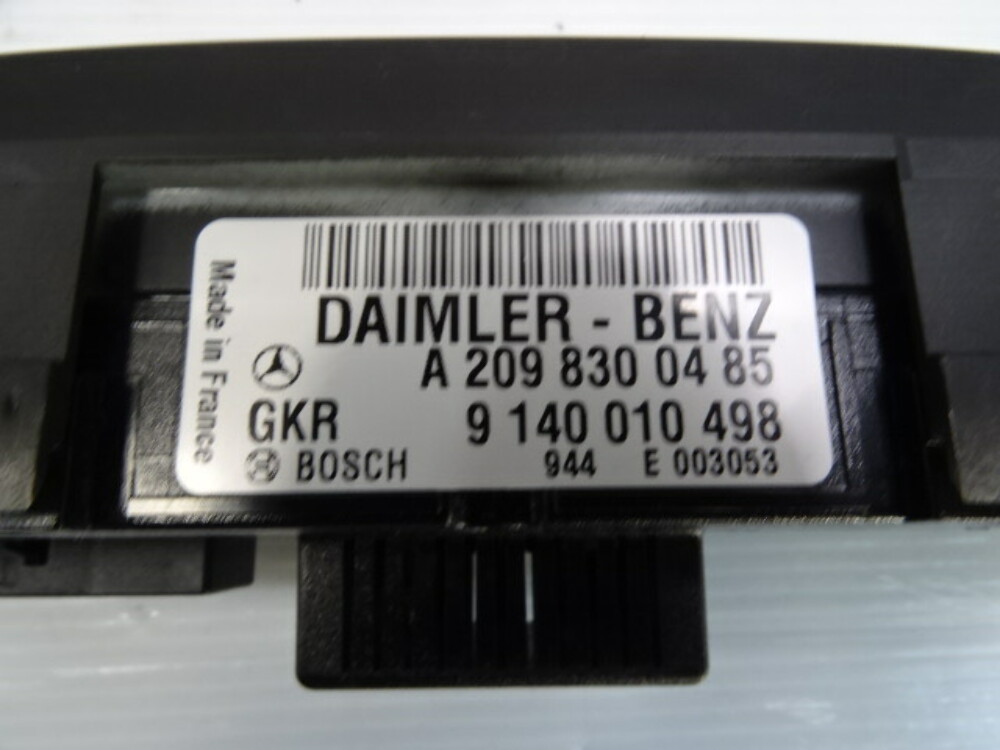 Made in France
DAIMLER - BENZ
A 209 830 04 85
GKR 9 140 010 498
BOSCH 944 E 003053